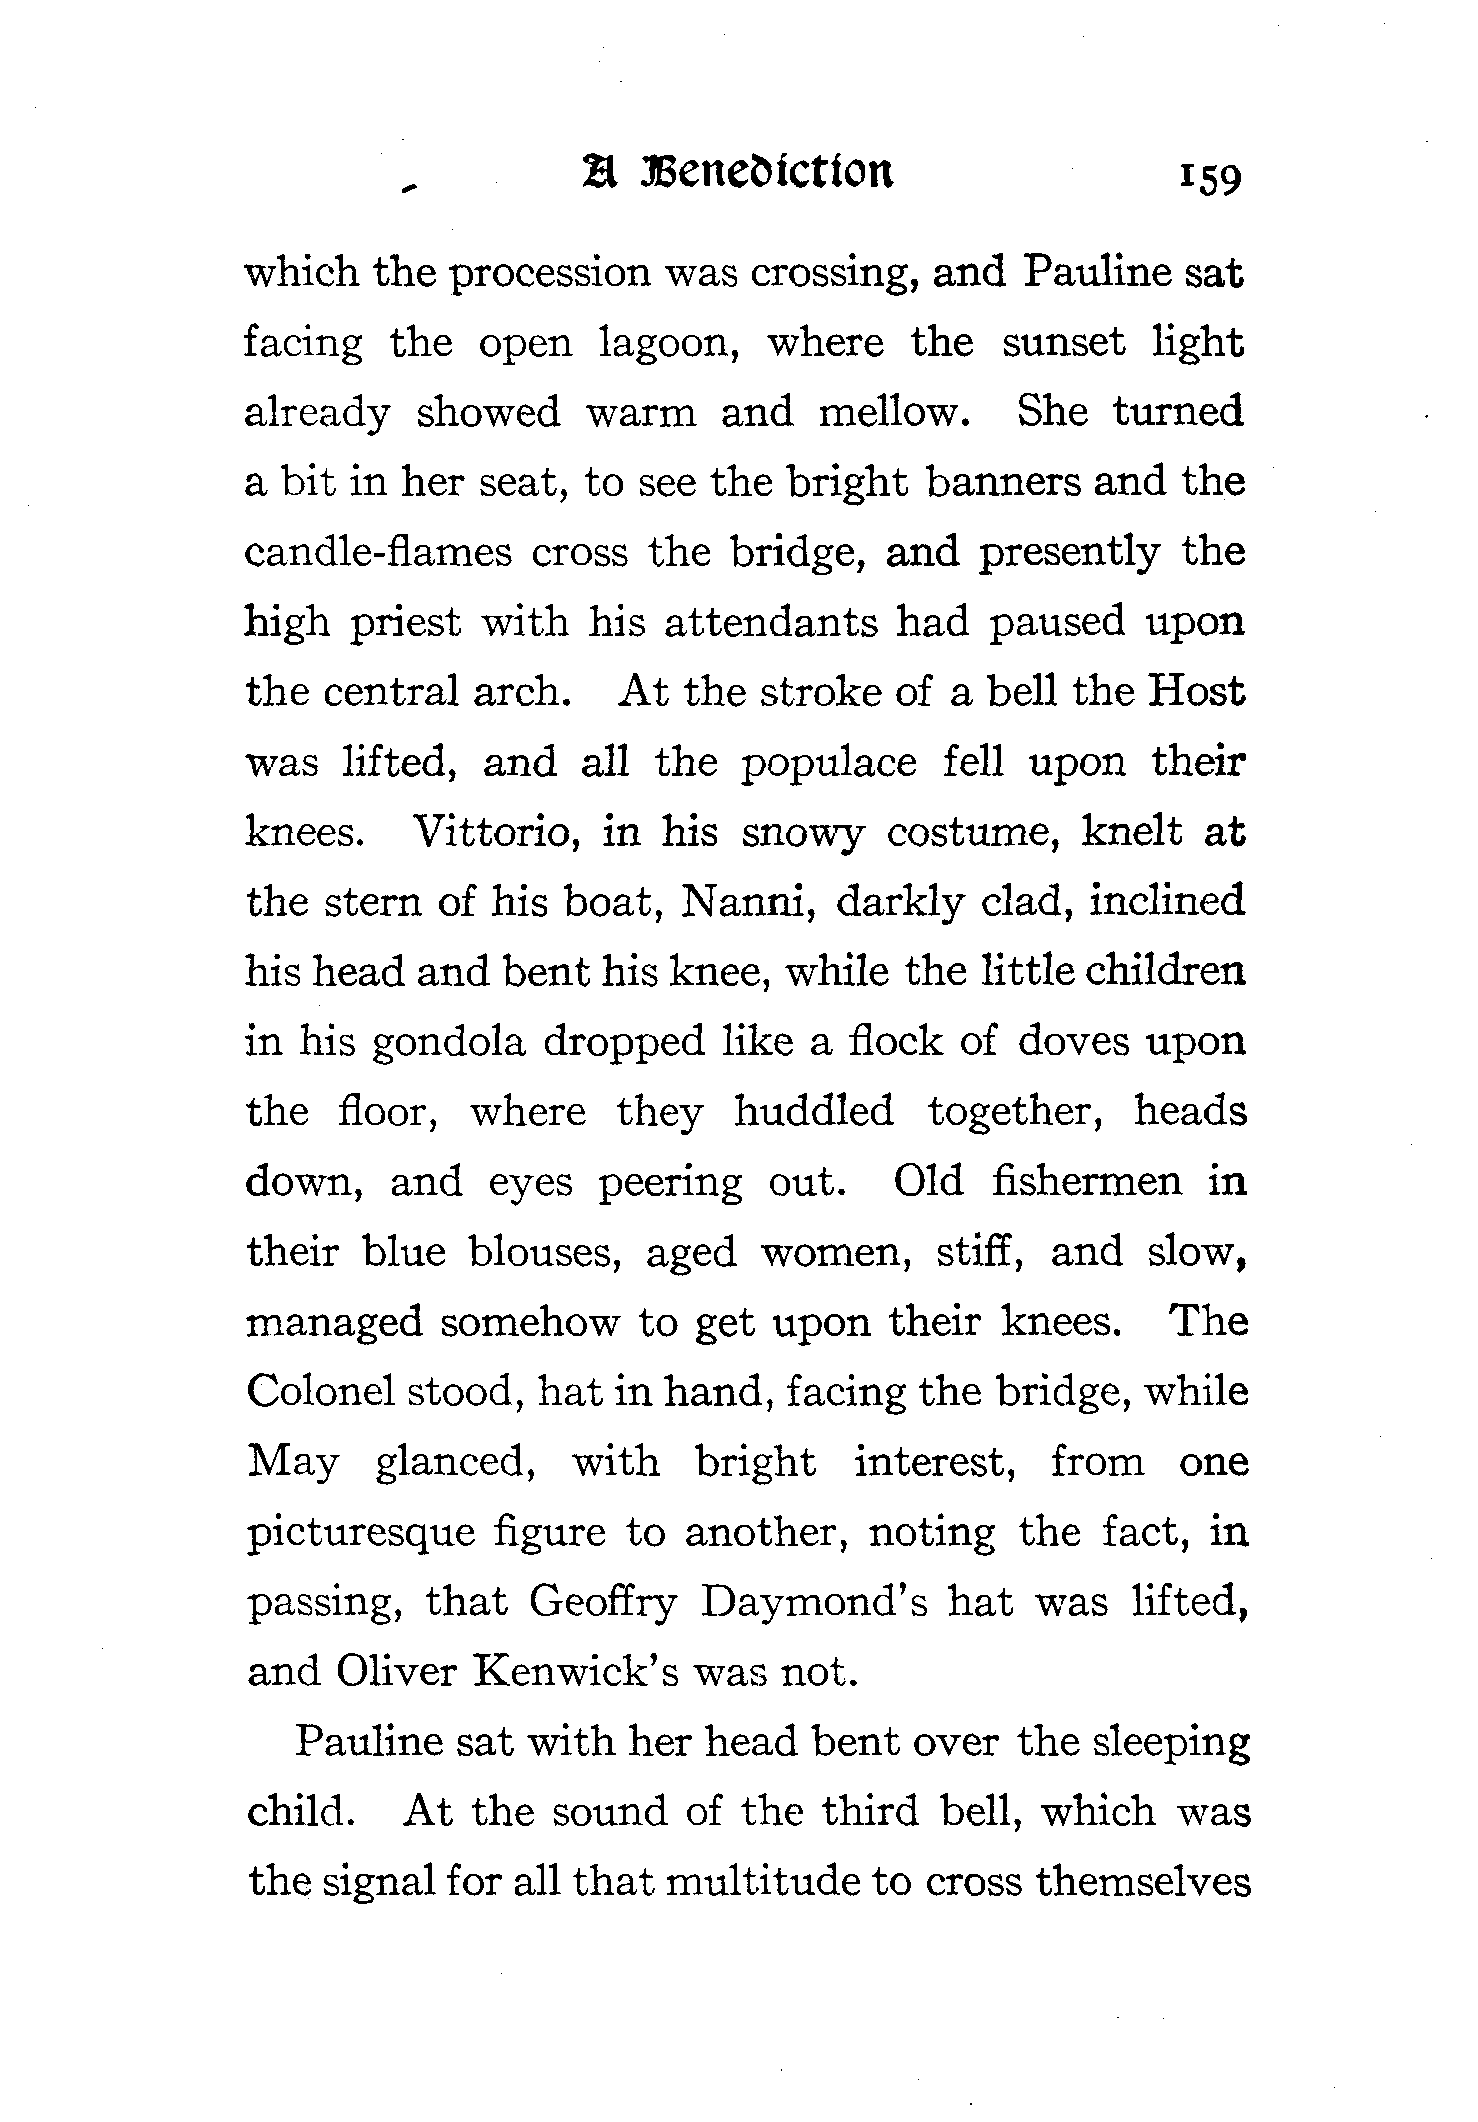 A Benediction 159
which the procession was crossing, and Pauline sat
facing the open lagoon, where the sunset light
already showed warm and mellow. She turned
a bit in her seat, to see the bright banners and the
candle-flames cross the bridge, and presently the
high priest with his attendants had paused upon
the central arch. At the stroke of a bell the Host
was lifted, and all the populace fell upon their
knees. Vittorio, in his snowy costume, knelt at
the stern of his boat, Nanni, darkly clad, inclined
his head and bent his knee, while the little children
in his gondola dropped like a flock of doves upon
the floor, where they huddled together, heads
down, and eyes peering out. Old fishermen in
their blue blouses, aged women, stiff, and slow,
managed somehow to get upon their knees. The
Colonel stood, hat in hand, facing the bridge, while
May glanced, with bright interest, from one
picturesque figure to another, noting the fact, in
passing, that Geoffry Daymond's hat was lifted,
and Oliver Kenwick's was not.
Pauline sat with her head bent over the sleeping
child. At the sound of the third bell, which was
the signal for all that multitude to cross themselves